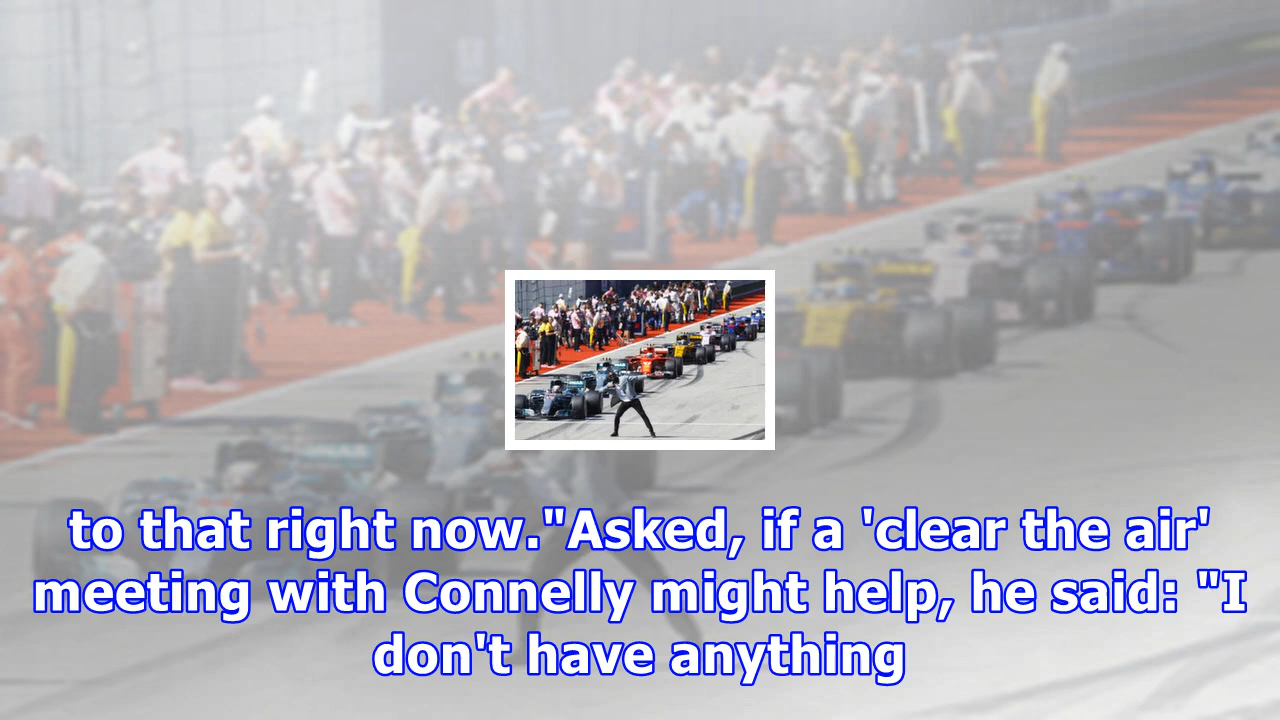 to that right now."Asked, if a 'clear the air'
meeting with Connelly might help, he said: "I
don't have anything